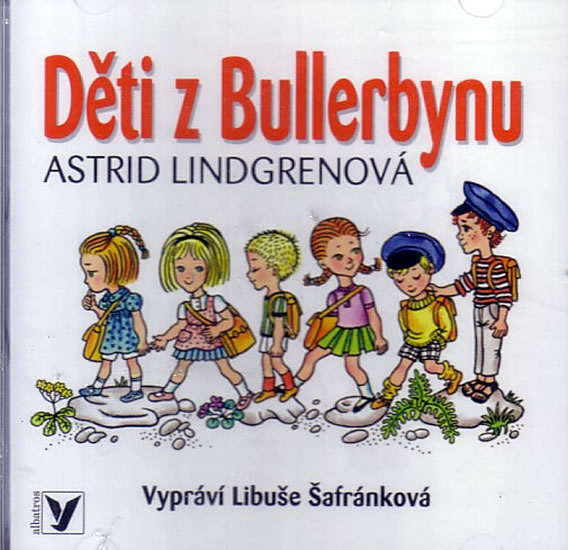 Děti z Bullerbynu
ASTRID LINDGRENOVÁ
Vypráví Libuše Šafránková
albatros